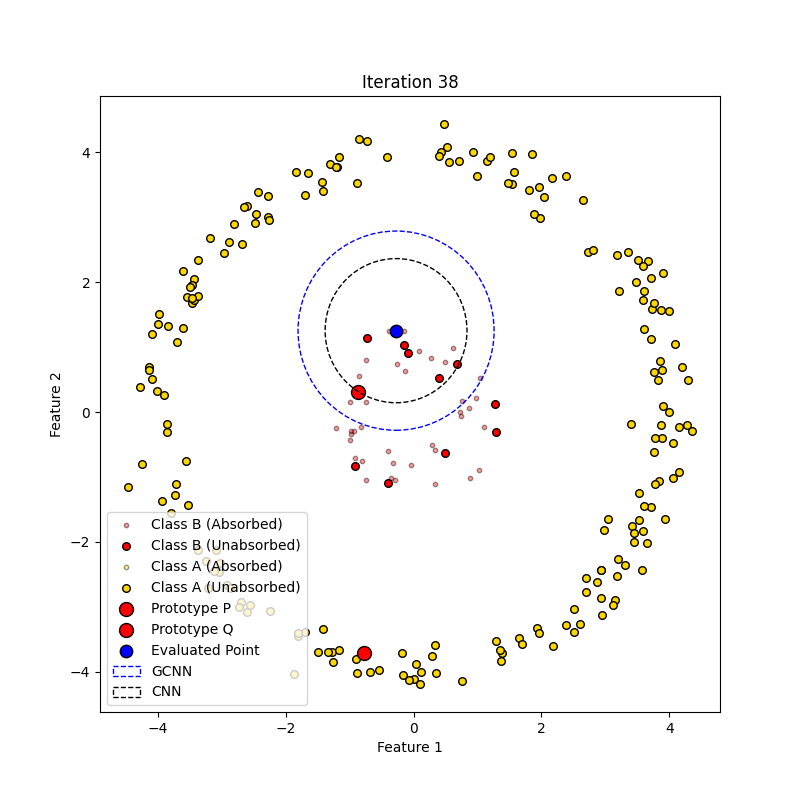 Iteration 38
Feature 2
4
2
0
−2
−4
Class B (Absorbed)
Class B (Unabsorbed)
Class A (Absorbed)
Class A (Unabsorbed)
Prototype P
Prototype Q
Evaluated Point
GCNN
CNN
−4 −2 0 2 4
Feature 1